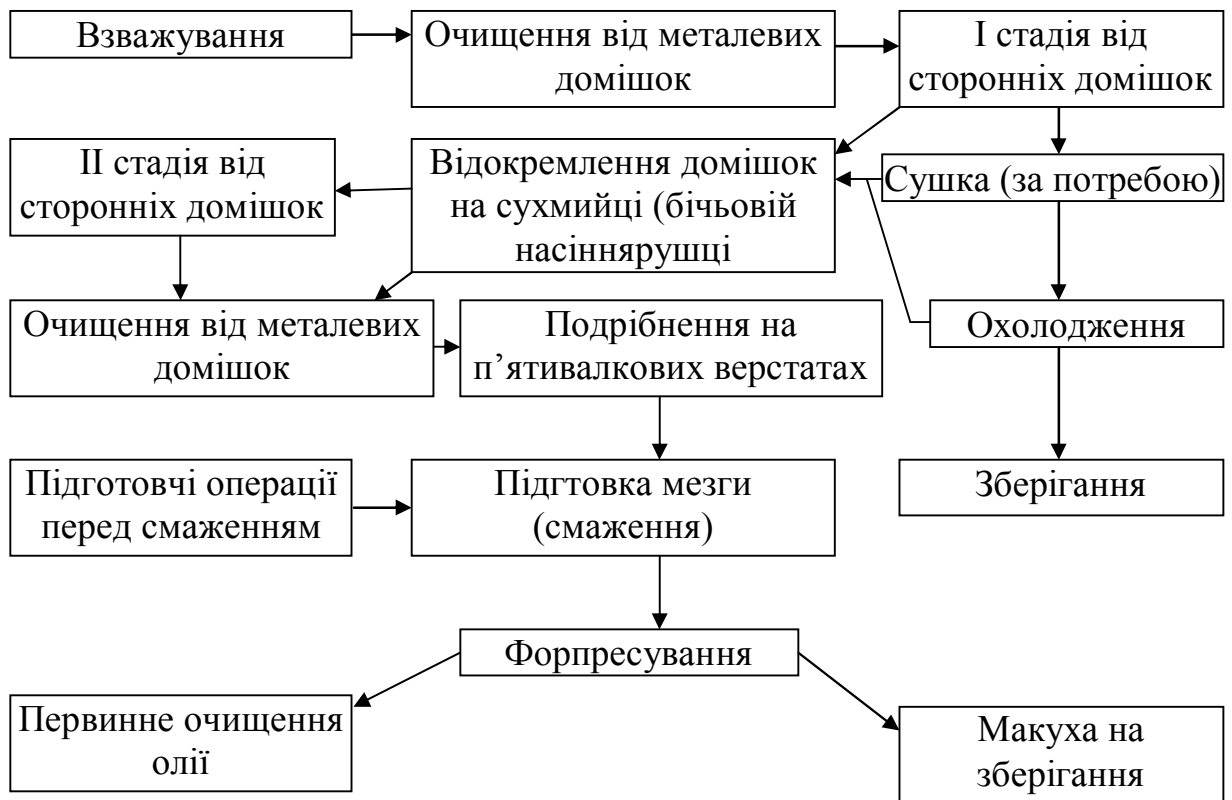 Взважування
Очищення від металевих
домішок
I стадія від
сторонніх домішок
II стадія від
сторонніх домішок
Відокремлення домішок
на сухмийці (бічьовій
насіннярушці
Сушка (за потребою)
Очищення від металевих
домішок
Подрібнення на
п’ятивалкових верстатах
Охолодження
Підготовчі операції
перед смаженням
Підгтовка мезги
(смаження)
Зберігання
Форпресування
Первинне очищення
олії
Макуха на
зберігання